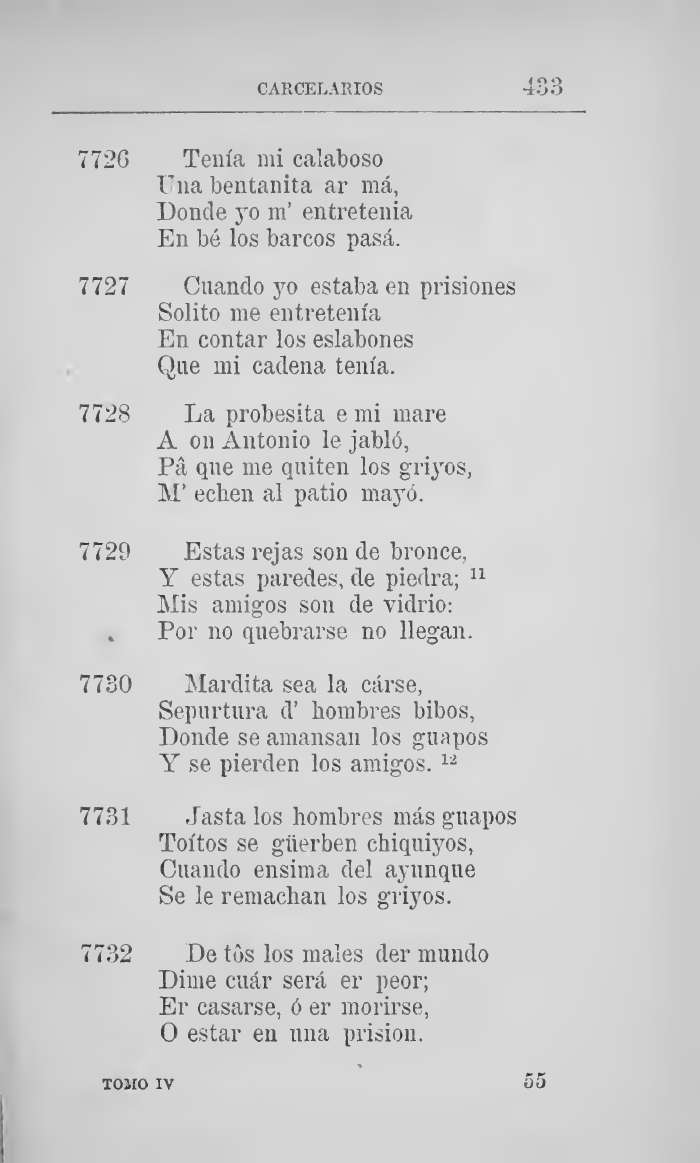 CARCELARIOS 433
7726 Tenía mi calaboso
Una bentanita ar má,
Donde yo m' entretenia
En bé los barcos pasá.
7727 Cuando yo estaba en prisiones
Solito me entretenía
En contar los eslabones
Que mi cadena tenía.
7728 La probesita e mi mare
A on Antonio le jabló,
Pâ que me quiten los griyos,
M' echen al patio mayó.
7729 Estas rejas son de bronce,
Y estas paredes, de piedra; 11
Mis amigos son de vidrio:
Por no quebrarse no llegan.
7730 Mardita sea la cárse,
Sepurtura d' hombres bibos,
Donde se amansan los guapos
Y se pierden los amigos. 12
7731 Jasta los hombres más guapos
Toítos se güerben chiquiyos,
Cuando ensima del ayunque
Se le remachan los griyos.
7732 De tôs los males der mundo
Dime cuár será er peor;
Er casarse, ó er morirse,
O estar en una prision.
TOMO IV 55